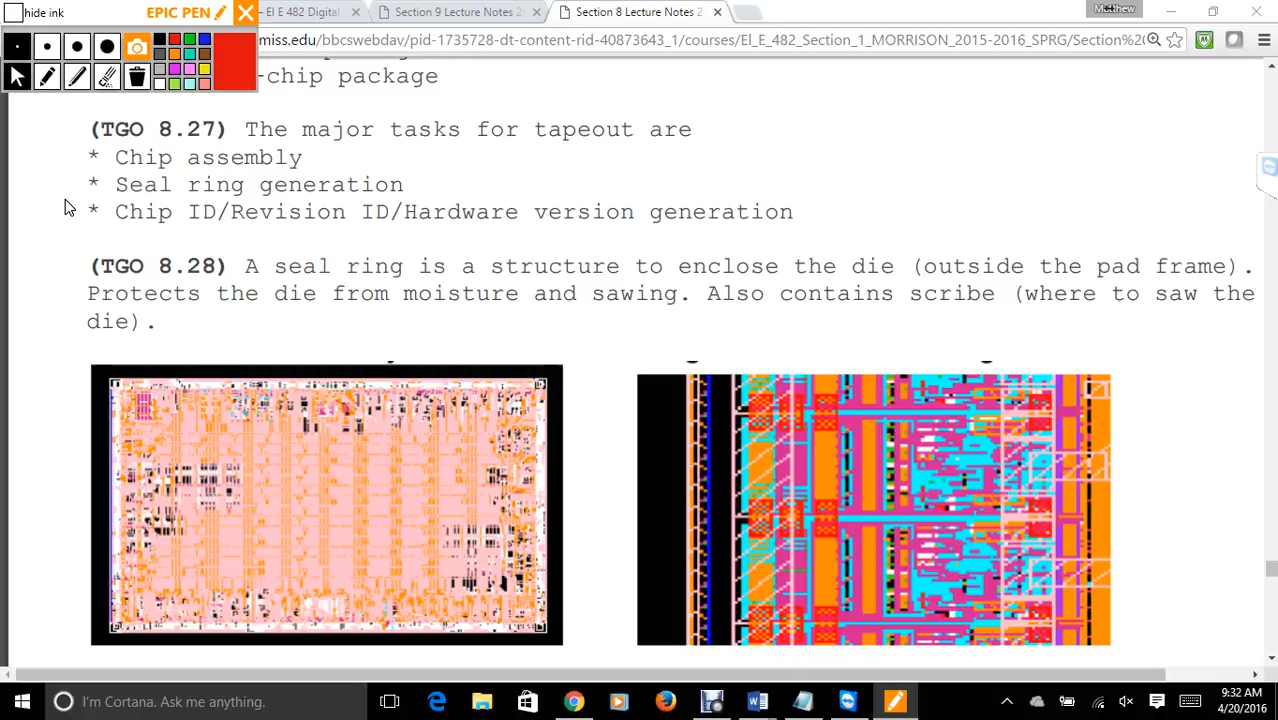 hide ink EPIC PEN
El E 482 Digital
Section 9 Lecture Notes 2
Section 8 Lecture Notes 2
Matthew
miss.edu/bbcswebdav/pid-1735728-dt-content-rid-40873643_1/courses/El_E_482_Section_1_MORRISON_2015-2016_SPRG/Section%2
-chip package
(TGO 8.27) The major tasks for tapeout are
* Chip assembly
* Seal ring generation
* Chip ID/Revision ID/Hardware version generation
(TGO 8.28) A seal ring is a structure to enclose the die (outside the pad frame).
Protects the die from moisture and sawing. Also contains scribe (where to saw the
die).
I'm Cortana. Ask me anything.
9:32 AM
4/20/2016